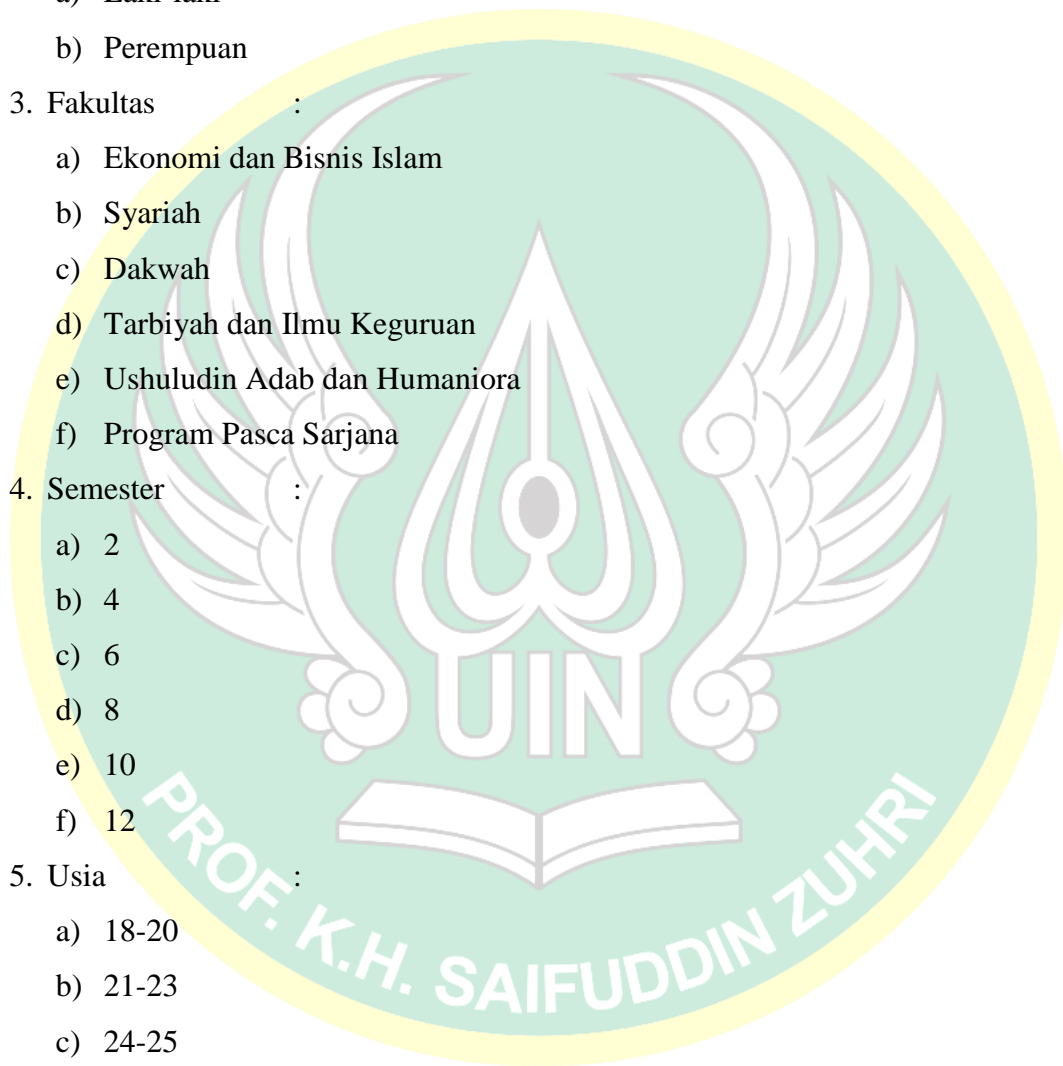 b) Perempuan
3. Fakultas :
a) Ekonomi dan Bisnis Islam
b) Syariah
c) Dakwah
d) Tarbiyah dan Ilmu Keguruan
e) Ushuludin Adab dan Humaniora
f) Program Pasca Sarjana
4. Semester :
a) 2
b) 4
c) 6
d) 8
e) 10
f) 12
5. Usia :
a) 18-20
b) 21-23
c) 24-25
UIN
PROF. K.H. SAIFUDDIN ZUHRI